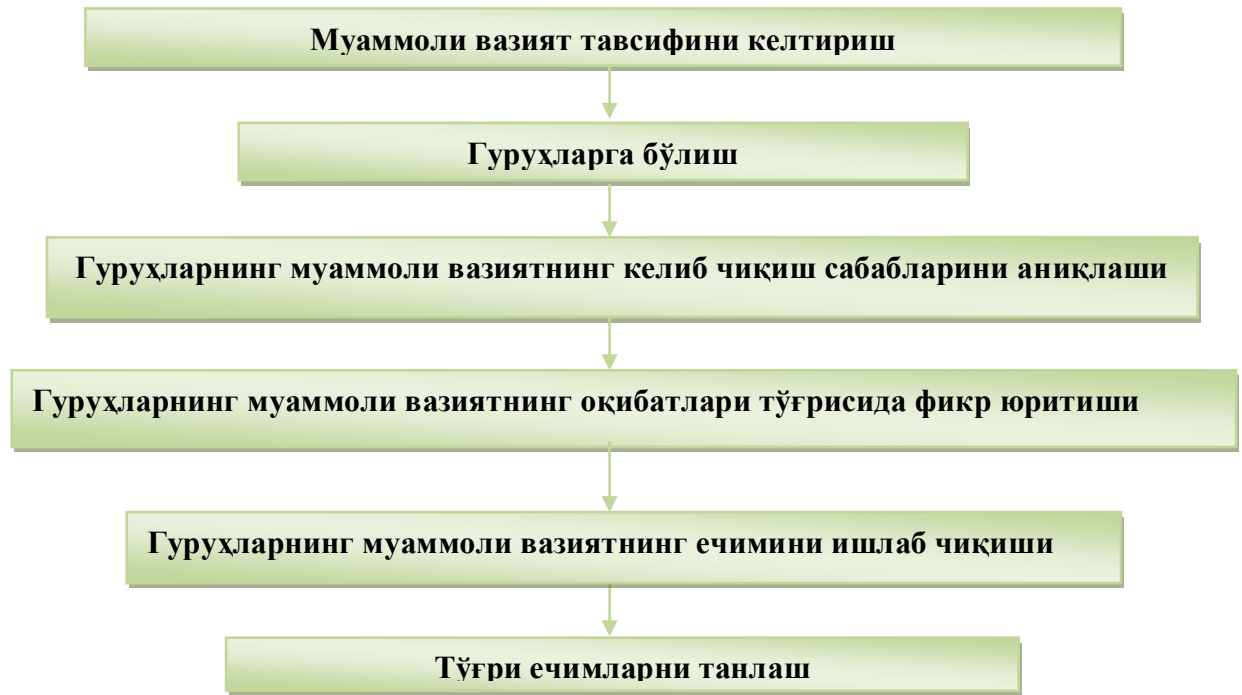 Муаммоли вазият тавсифини келтириш
Гуруҳларга бўлиш
Гуруҳларнинг муаммоли вазиятнинг келиб чиқиш сабабларини аниқлаши
Гуруҳларнинг муаммоли вазиятнинг оқибатлари тўғрисида фикр юритиши
Гуруҳларнинг муаммоли вазиятнинг ечимини ишлаб чиқиши
Тўғри ечимларни танлаш